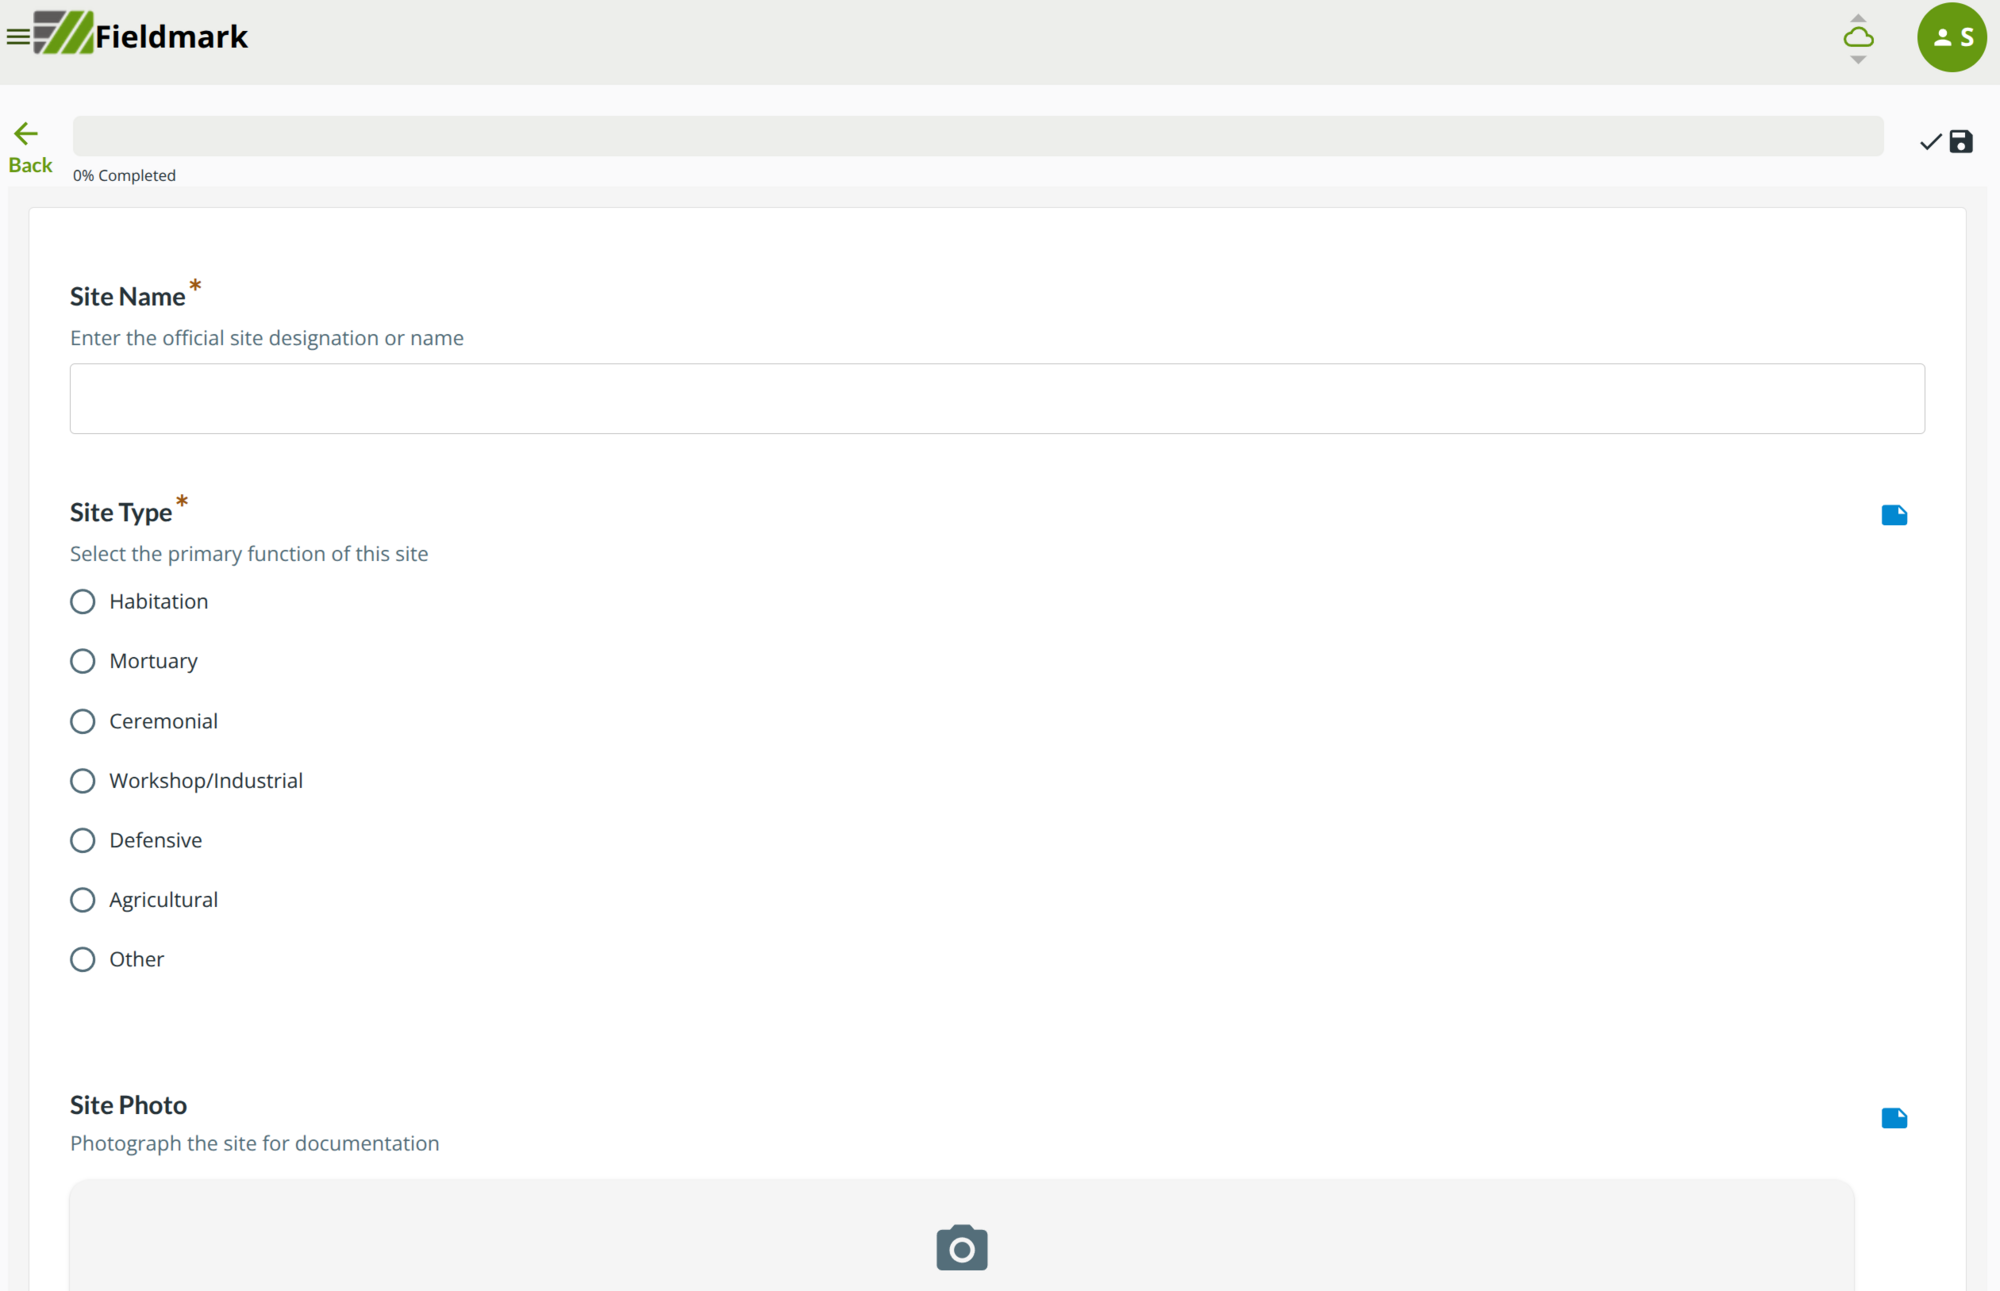 Fieldmark
S
Back
0% Completed
Site Name*
Enter the official site designation or name
Site Type*
Select the primary function of this site
Habitation
Mortuary
Ceremonial
Workshop/Industrial
Defensive
Agricultural
Other
Site Photo
Photograph the site for documentation